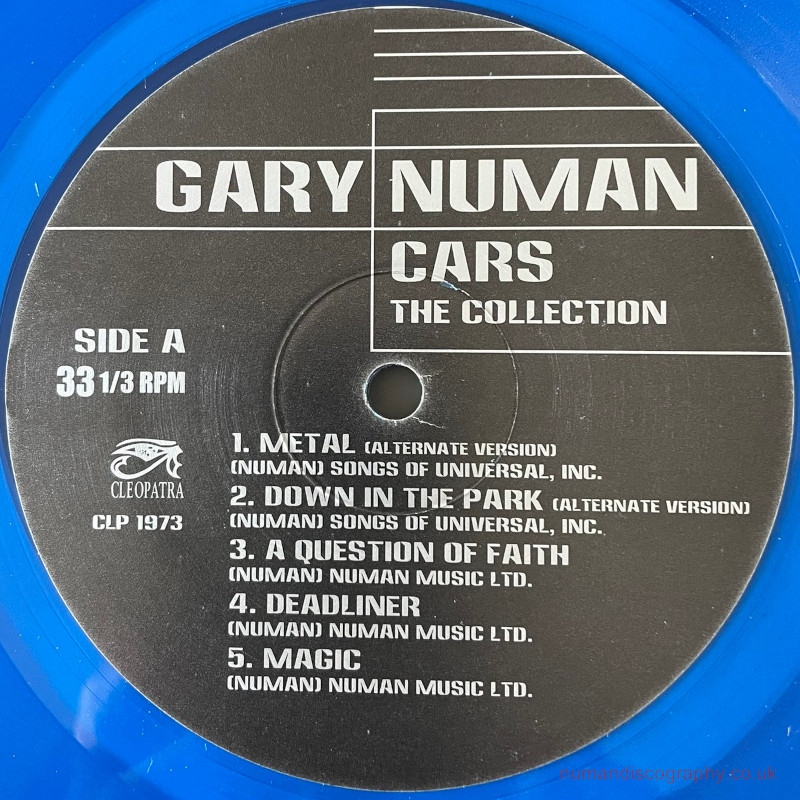 GARY NUMAN
CARS
THE COLLECTION
SIDE A
33 1/3 RPM
CLEOPATRA
CLP 1973
1. METAL (ALTERNATE VERSION)
(NUMAN) SONGS OF UNIVERSAL, INC.
2. DOWN IN THE PARK (ALTERNATE VERSION)
(NUMAN) SONGS OF UNIVERSAL, INC.
3. A QUESTION OF FAITH
(NUMAN) NUMAN MUSIC LTD.
4. DEADLINER
(NUMAN) NUMAN MUSIC LTD.
5. MAGIC
(NUMAN) NUMAN MUSIC LTD.
numandiscography.co.uk